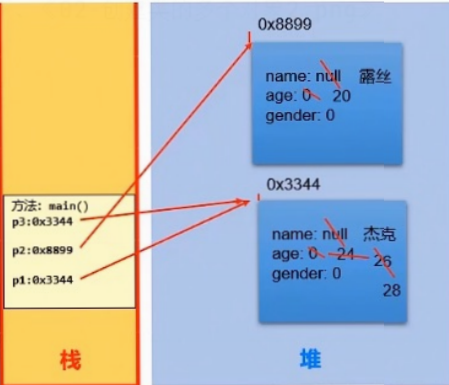 0x8899
name: null 露丝
age: 0 20
gender: 0
0x3344
name: null 杰克
age: 0 24 26
gender: 0
28
方法: main()
p3:0x3344
p2:0x8899
p1:0x3344
栈
堆